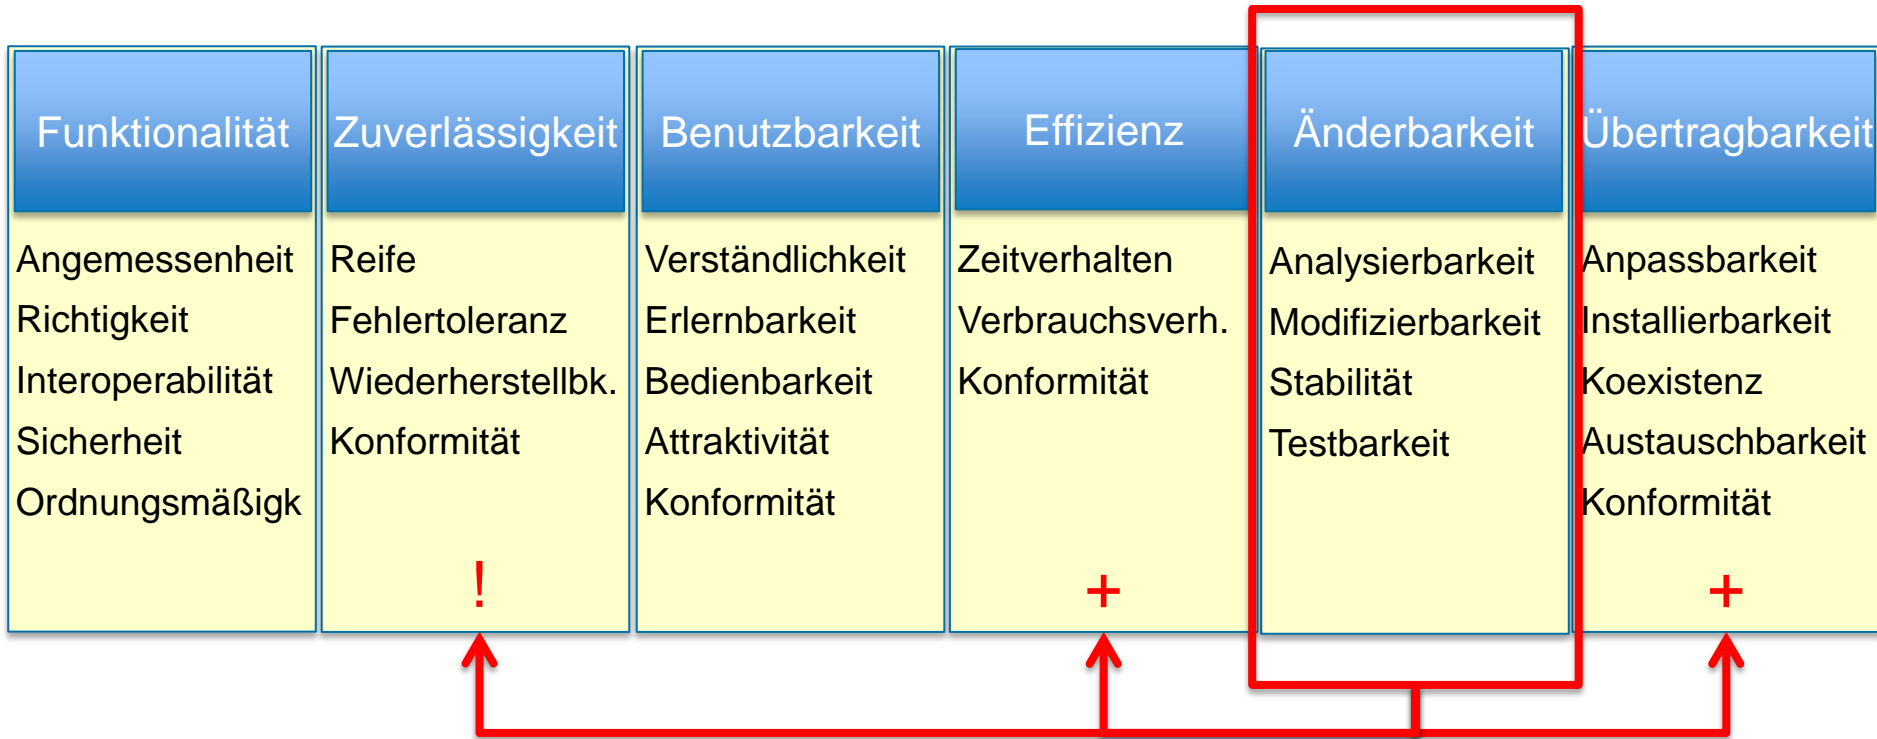 Funktionalität
Angemessenheit
Richtigkeit
Interoperabilität
Sicherheit
Ordnungsmäßigk
Zuverlässigkeit
Reife
Fehlertoleranz
Wiederherstellbk.
Konformität
!
Benutzbarkeit
Verständlichkeit
Erlernbarkeit
Bedienbarkeit
Attraktivität
Konformität
Effizienz
Zeitverhalten
Verbrauchsverh.
Konformität
+
Änderbarkeit
Analysierbarkeit
Modifizierbarkeit
Stabilität
Testbarkeit
Übertragbarkeit
Anpassbarkeit
Installierbarkeit
Koexistenz
Austauschbarkeit
Konformität
+